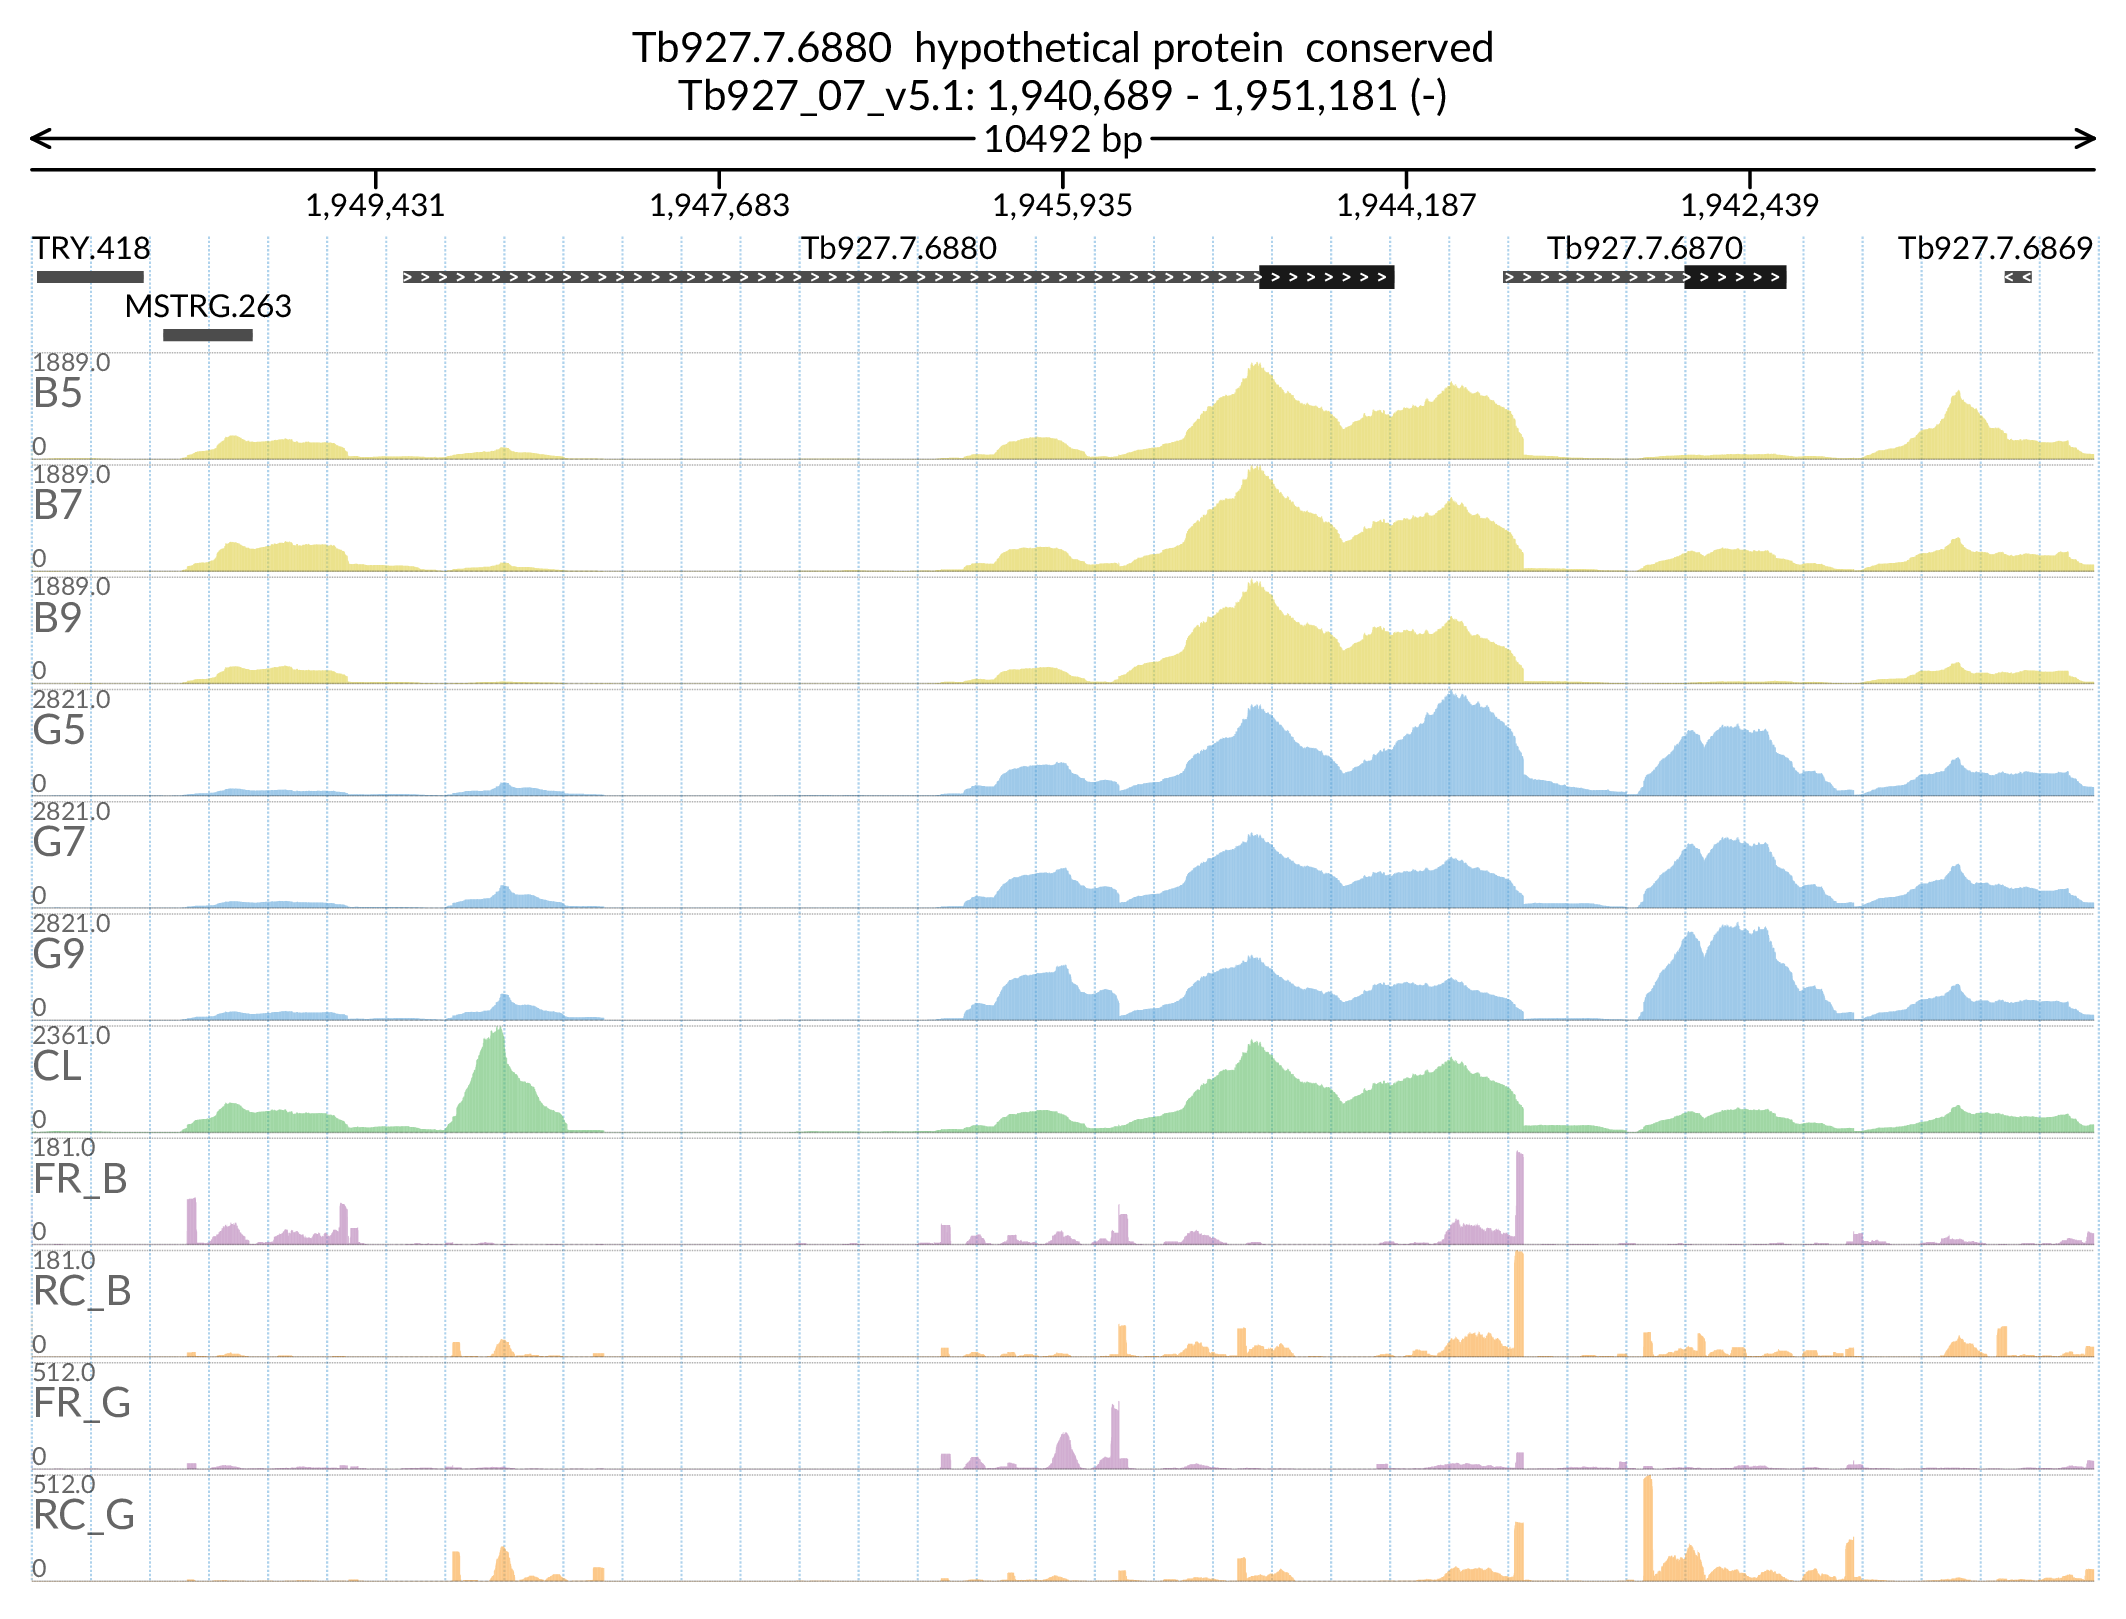 Tb927.7.6880  hypothetical protein  conserved
Tb927_07_v5.1: 1,940,689 - 1,951,181 (-)
10492 bp
1,949,431 1,947,683 1,945,935 1,944,187 1,942,439
TRY.418 Tb927.7.6880 Tb927.7.6870 Tb927.7.6869
MSTRG.263
1889.0
B5
0
1889.0
B7
0
1889.0
B9
0
2821.0
G5
0
2821.0
G7
0
2821.0
G9
0
2361.0
CL
0
181.0
FR_B
0
181.0
RC_B
0
512.0
FR_G
0
512.0
RC_G
0